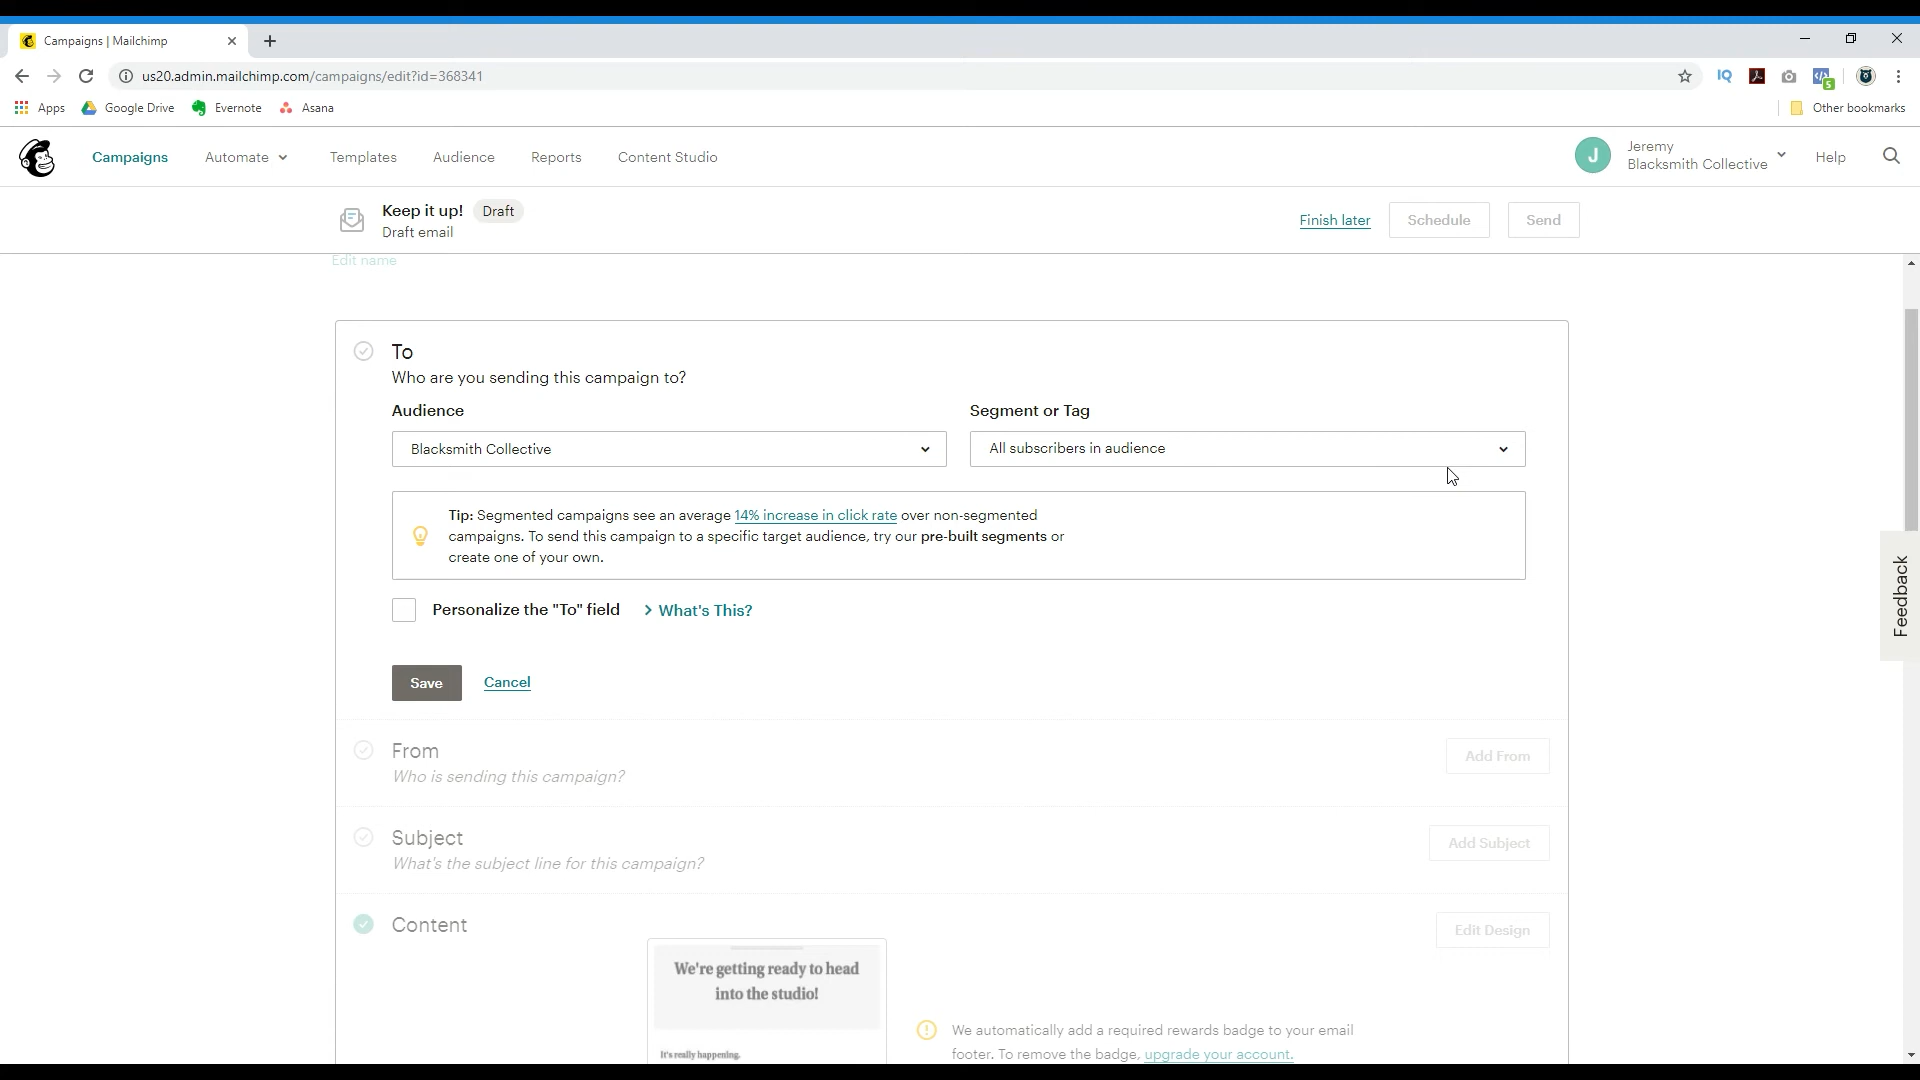 Campaigns | Mailchimp
us20.admin.mailchimp.com/campaigns/edit?id=368341
IQ
5
Apps
Google Drive
Evernote
Asana
Other bookmarks
Campaigns
Automate
Templates
Audience
Reports
Content Studio
J
Jeremy
Blacksmith Collective
Help
Keep it up!
Draft
Draft email
Finish later
Schedule
Send
Edit name
To
Who are you sending this campaign to?
Audience
Segment or Tag
Blacksmith Collective
All subscribers in audience
Tip: Segmented campaigns see an average 14% increase in click rate over non-segmented
campaigns. To send this campaign to a specific target audience, try our pre-built segments or
create one of your own.
Personalize the "To" field
> What's This?
Save
Cancel
Feedback
From
Who is sending this campaign?
Add From
Subject
What's the subject line for this campaign?
Add Subject
Content
Edit Design
We're getting ready to head
into the studio!
It's really happening.
We automatically add a required rewards badge to your email
footer. To remove the badge, upgrade your account.